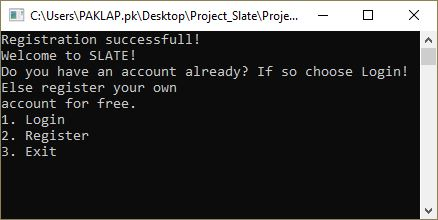 C:\Users\PAKLAP.pk\Desktop\Project_Slate\Proje...
Registration successfull!
Welcome to SLATE!
Do you have an account already? If so choose Login!
Else register your own
account for free.
1. Login
2. Register
3. Exit